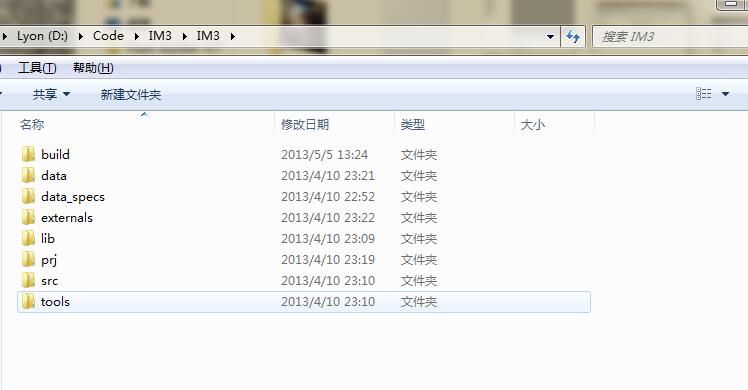 Lyon (D:) Code IM3 IM3 搜索 IM3
工具(T) 帮助(H)
共享 新建文件夹
名称 修改日期 类型 大小
build 2013/5/5 13:24 文件夹
data 2013/4/10 23:21 文件夹
data_specs 2013/4/10 22:52 文件夹
externals 2013/4/10 23:22 文件夹
lib 2013/4/10 23:09 文件夹
prj 2013/4/10 23:19 文件夹
src 2013/4/10 23:10 文件夹
tools 2013/4/10 23:10 文件夹